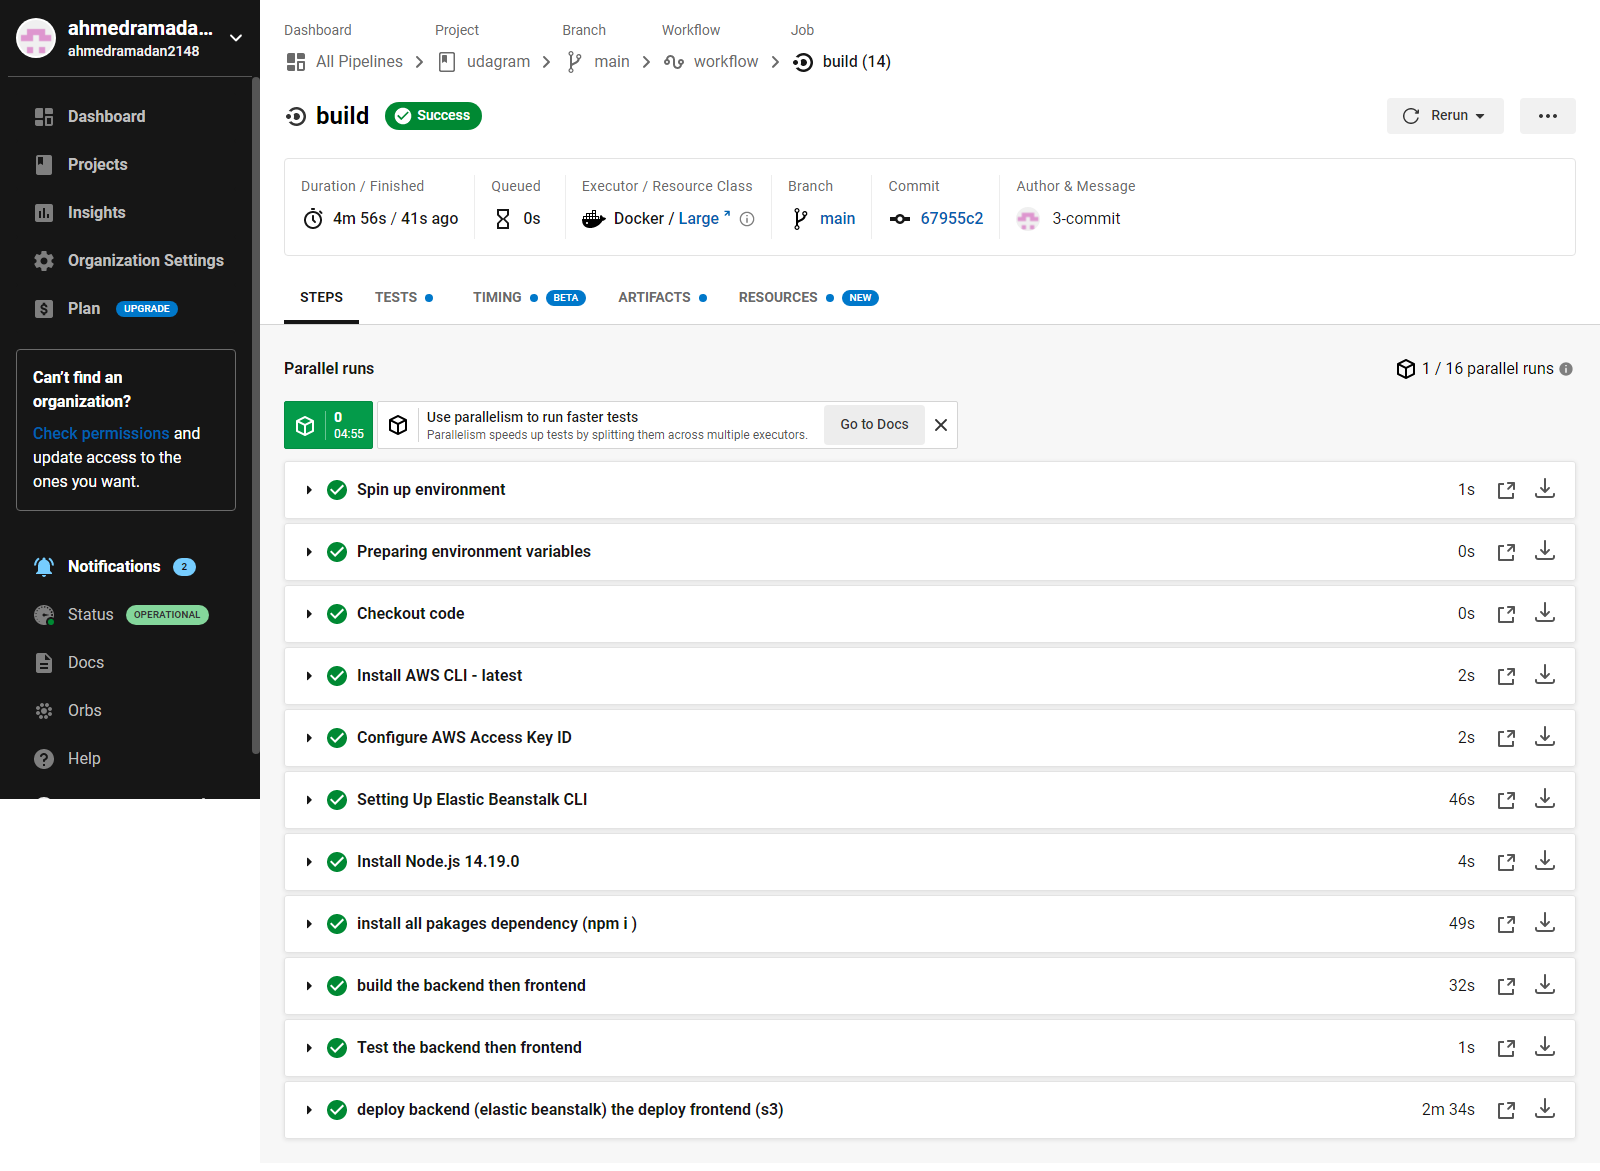 ahmedramada...
ahmedramadan2148
Dashboard
Projects
Insights
Organization Settings
Plan UPGRADE
Can't find an
organization?
Check permissions and
update access to the
ones you want.
Notifications 2
Status OPERATIONAL
Docs
Orbs
Help
Dashboard Project Branch Workflow Job
All Pipelines udagram main workflow build (14)
build Success
Rerun
Duration / Finished Queued Executor / Resource Class Branch Commit Author & Message
4m 56s / 41s ago 0s Docker / Large main 67955c2 3-commit
STEPS TESTS TIMING BETA ARTIFACTS RESOURCES NEW
Parallel runs 1 / 16 parallel runs
0
04:55
Use parallelism to run faster tests
Parallelism speeds up tests by splitting them across multiple executors.
Go to Docs
Spin up environment 1s
Preparing environment variables 0s
Checkout code 0s
Install AWS CLI - latest 2s
Configure AWS Access Key ID 2s
Setting Up Elastic Beanstalk CLI 46s
Install Node.js 14.19.0 4s
install all pakages dependency (npm i ) 49s
build the backend then frontend 32s
Test the backend then frontend 1s
deploy backend (elastic beanstalk) the deploy frontend (s3) 2m 34s